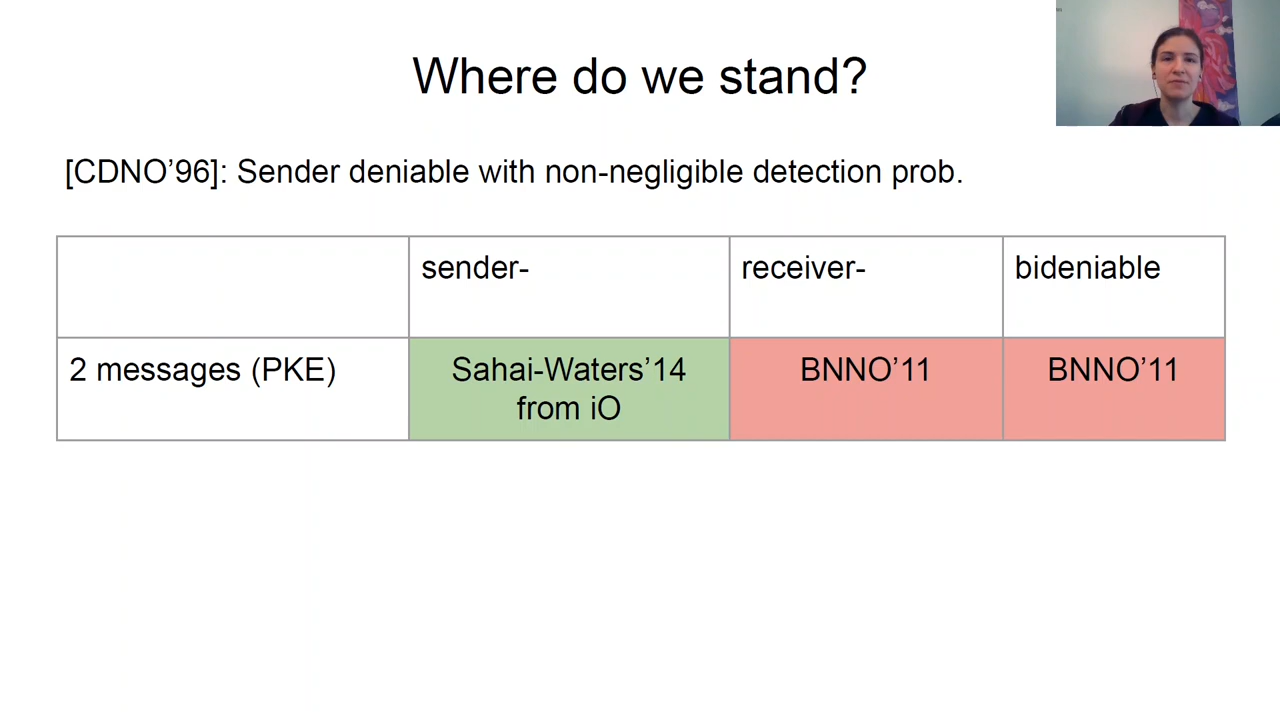 Where do we stand?
[CDNO’96]: Sender deniable with non-negligible detection prob.
sender-
receiver-
bideniable
2 messages (PKE)
Sahai-Waters’14
from iO
BNNO’11
BNNO’11